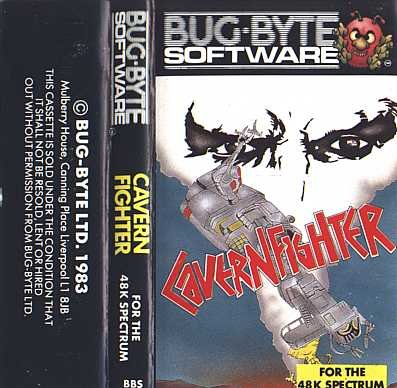 © BUG-BYTE LTD. 1983
Mulberry House, Canning Place Liverpool L1 8JB
THIS CASSETTE IS SOLD UNDER THE CONDITION THAT
IT SHALL NOT BE RESOLD, LENT OR HIRED
OUT WITHOUT PERMISSION FROM BUG-BYTE LTD.
BUG-BYTE
SOFTWARE
CAVERN
FIGHTER
FOR THE
48K SPECTRUM
BBS
BUG-BYTE
SOFTWARE
CAVERN FIGHTER
FOR THE
48K SPECTRUM